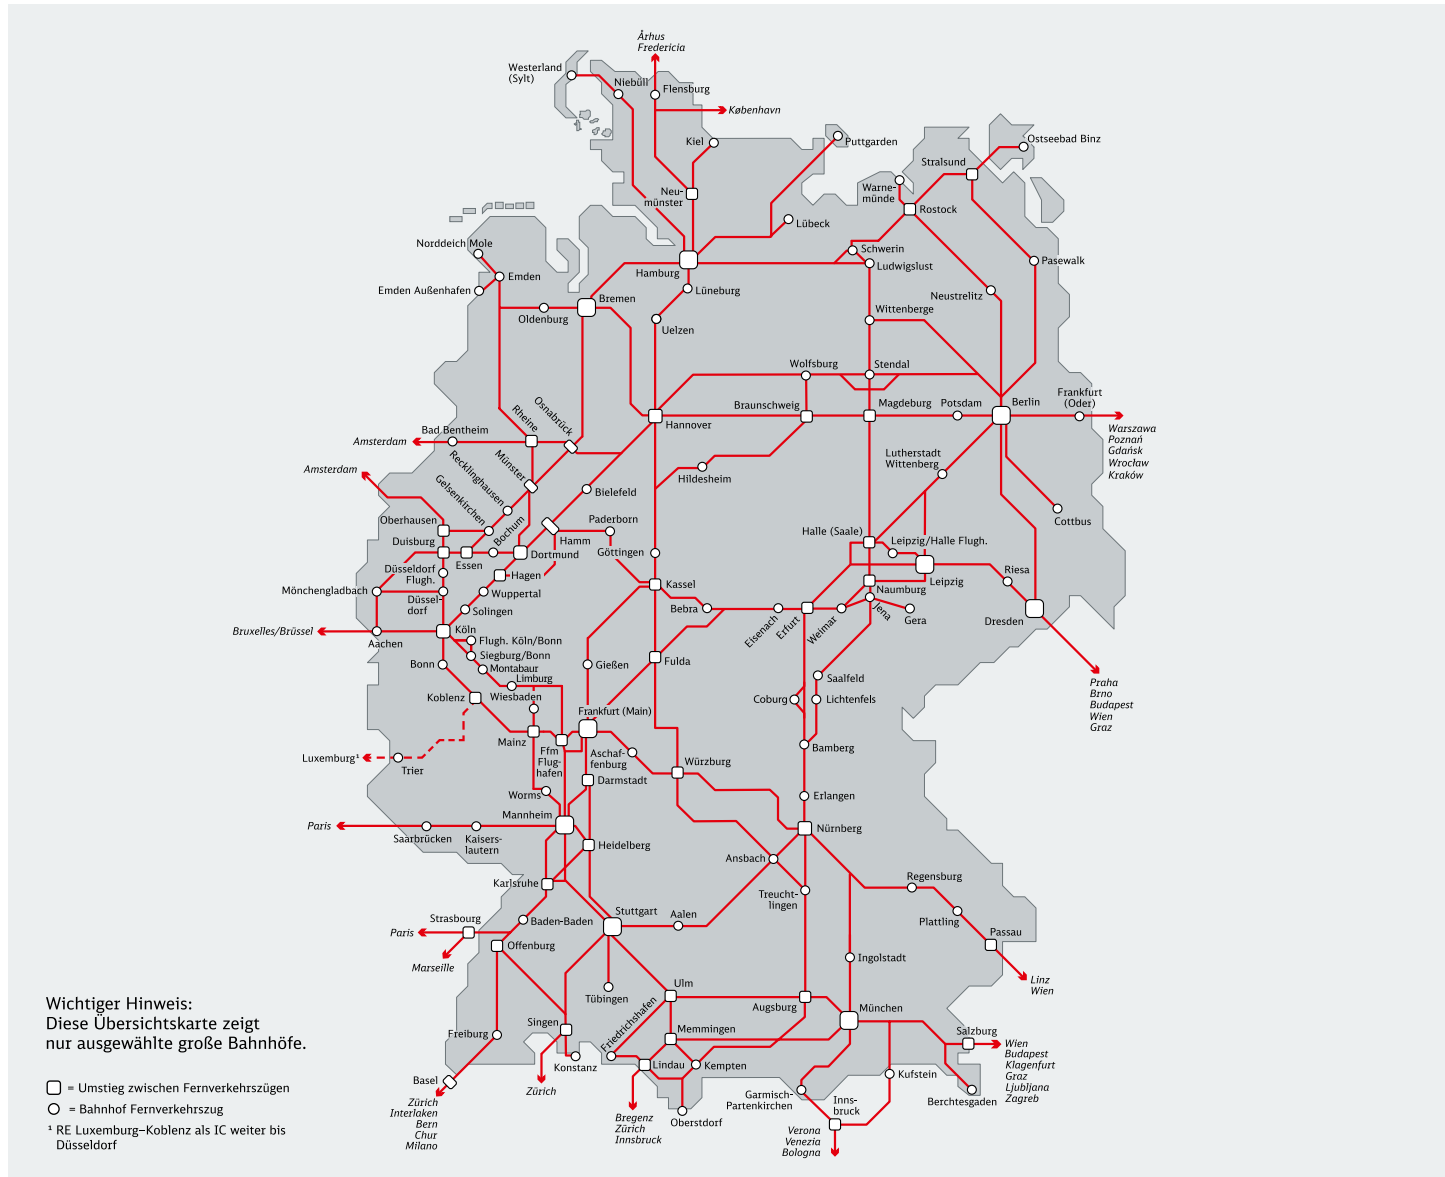 Århus
Fredericia
Westerland
(Sylt)
Niebüll
Flensburg
København
Kiel
Puttgarden
Ostseebad Binz
Stralsund
Warne-
münde
Neu-
münster
Rostock
Lübeck
Norddeich Mole
Schwerin
Pasewalk
Emden
Hamburg
Ludwigslust
Emden Außenhafen
Lüneburg
Neustrelitz
Bremen
Oldenburg
Wittenberge
Uelzen
Wolfsburg
Stendal
Frankfurt
(Oder)
Osnabrück
Rheine
Braunschweig
Magdeburg
Potsdam
Berlin
Hannover
Bad Bentheim
Amsterdam
Warszawa
Poznań
Gdańsk
Wrocław
Kraków
Recklinghausen
Münster
Lutherstadt
Wittenberg
Amsterdam
Gelsenkirchen
Hildesheim
Bielefeld
Oberhausen
Bochum
Paderborn
Cottbus
Hamm
Halle (Saale)
Duisburg
Leipzig/Halle Flugh.
Dortmund
Göttingen
Essen
Düsseldorf
Flugh.
Hagen
Riesa
Leipzig
Kassel
Naumburg
Mönchengladbach
Wuppertal
Düssel-
dorf
Solingen
Bebra
Eisenach
Erfurt
Weimar
Jena
Gera
Dresden
Bruxelles/Brüssel
Köln
Aachen
Flugh. Köln/Bonn
Siegburg/Bonn
Bonn
Montabaur
Gießen
Fulda
Limburg
Saalfeld
Praha
Brno
Budapest
Wien
Graz
Koblenz
Wiesbaden
Coburg
Lichtenfels
Frankfurt (Main)
Mainz
Ffm
Flug-
hafen
Aschaf-
fenburg
Bamberg
Luxemburg¹
Trier
Würzburg
Darmstadt
Worms
Erlangen
Mannheim
Paris
Saarbrücken
Kaisers-
lautern
Nürnberg
Heidelberg
Ansbach
Karlsruhe
Treucht-
lingen
Regensburg
Strasbourg
Baden-Baden
Stuttgart
Aalen
Plattling
Paris
Passau
Offenburg
Marseille
Ingolstadt
Linz
Wien
Tübingen
Ulm
Augsburg
München
Singen
Friedrichshafen
Memmingen
Freiburg
Salzburg
Wien
Budapest
Klagenfurt
Graz
Ljubljana
Zagreb
Konstanz
Lindau
Kempten
Kufstein
Basel
Zürich
Garmisch-
Partenkirchen
Inns-
bruck
Berchtesgaden
Zürich
Interlaken
Bern
Chur
Milano
Bregenz
Zürich
Innsbruck
Oberstdorf
Verona
Venezia
Bologna
Wichtiger Hinweis:
Diese Übersichtskarte zeigt
nur ausgewählte große Bahnhöfe.
= Umstieg zwischen Fernverkehrszügen
= Bahnhof Fernverkehrszug
¹ RE Luxemburg–Koblenz als IC weiter bis
Düsseldorf